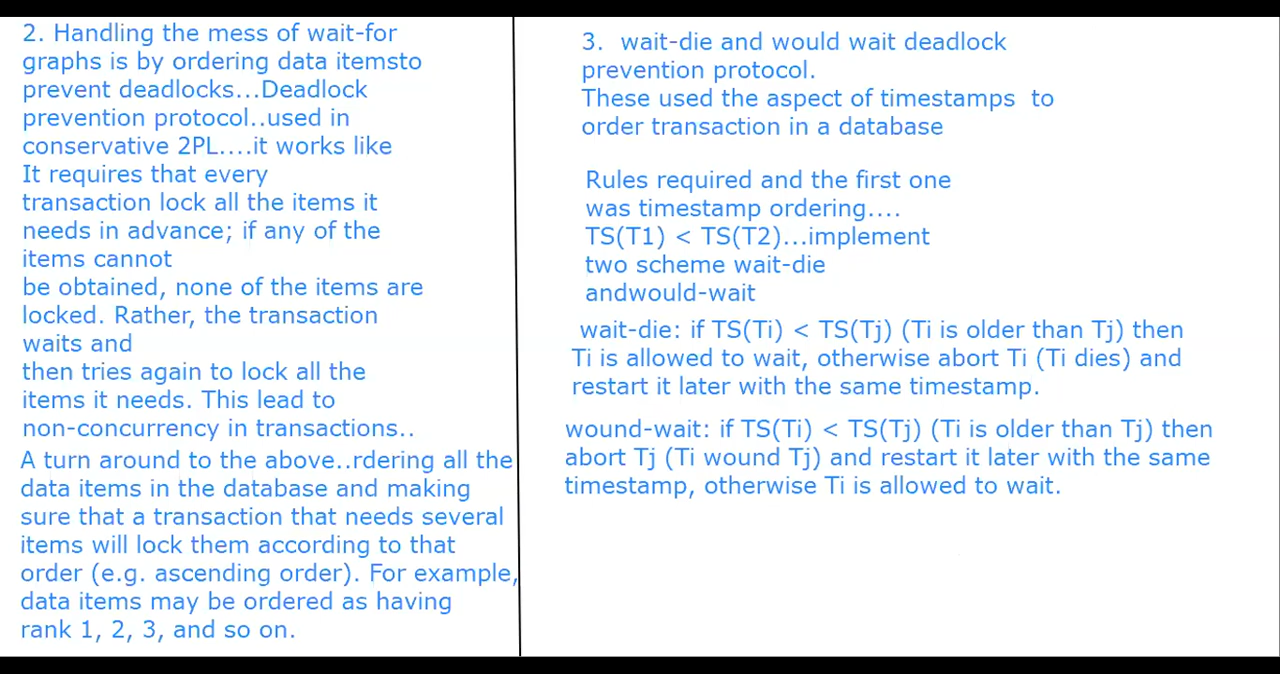 2. Handling the mess of wait-for
graphs is by ordering data itemsto
prevent deadlocks...Deadlock
prevention protocol..used in
conservative 2PL....it works like
It requires that every
transaction lock all the items it
needs in advance; if any of the
items cannot
be obtained, none of the items are
locked. Rather, the transaction
waits and
then tries again to lock all the
items it needs. This lead to
non-concurrency in transactions..
A turn around to the above..rdering all the
data items in the database and making
sure that a transaction that needs several
items will lock them according to that
order (e.g. ascending order). For example,
data items may be ordered as having
rank 1, 2, 3, and so on.
3. wait-die and would wait deadlock
prevention protocol.
These used the aspect of timestamps to
order transaction in a database
Rules required and the first one
was timestamp ordering....
TS(T1) < TS(T2)...implement
two scheme wait-die
andwould-wait
wait-die: if TS(Ti) < TS(Tj) (Ti is older than Tj) then
Ti is allowed to wait, otherwise abort Ti (Ti dies) and
restart it later with the same timestamp.
wound-wait: if TS(Ti) < TS(Tj) (Ti is older than Tj) then
abort Tj (Ti wound Tj) and restart it later with the same
timestamp, otherwise Ti is allowed to wait.